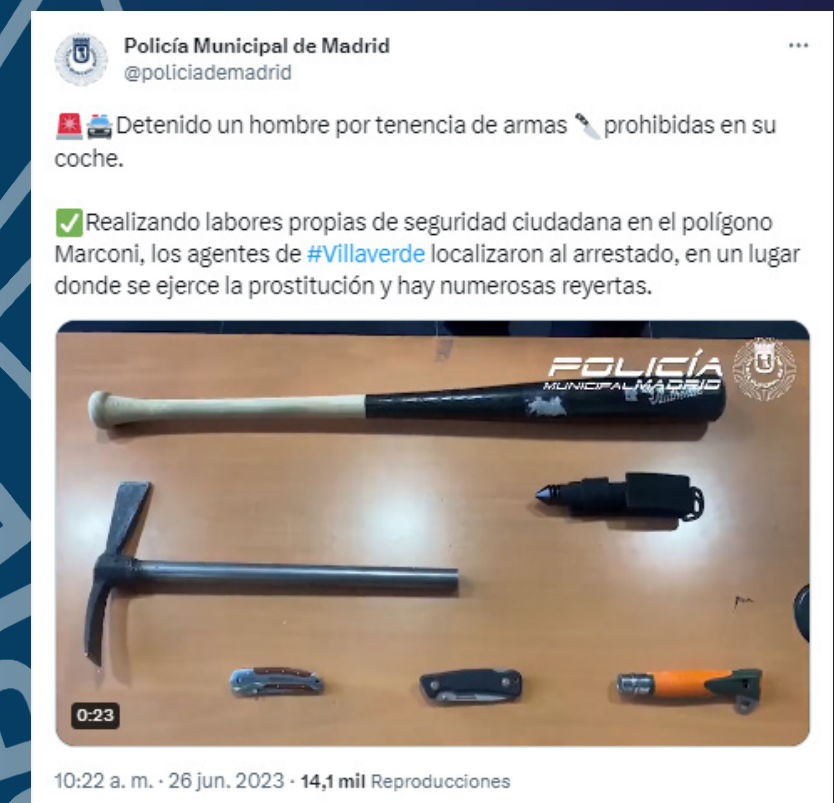 Policía Municipal de Madrid
@policiademadrid
🚨🚔Detenido un hombre por tenencia de armas 🔪prohibidas en su
coche.
✅Realizando labores propias de seguridad ciudadana en el polígono
Marconi, los agentes de #Villaverde localizaron al arrestado, en un lugar
donde se ejerce la prostitución y hay numerosas reyertas.
POLICÍA
MUNICIPALMADRID
0:23
10:22 a. m. · 26 jun. 2023 · 14,1 mil Reproducciones